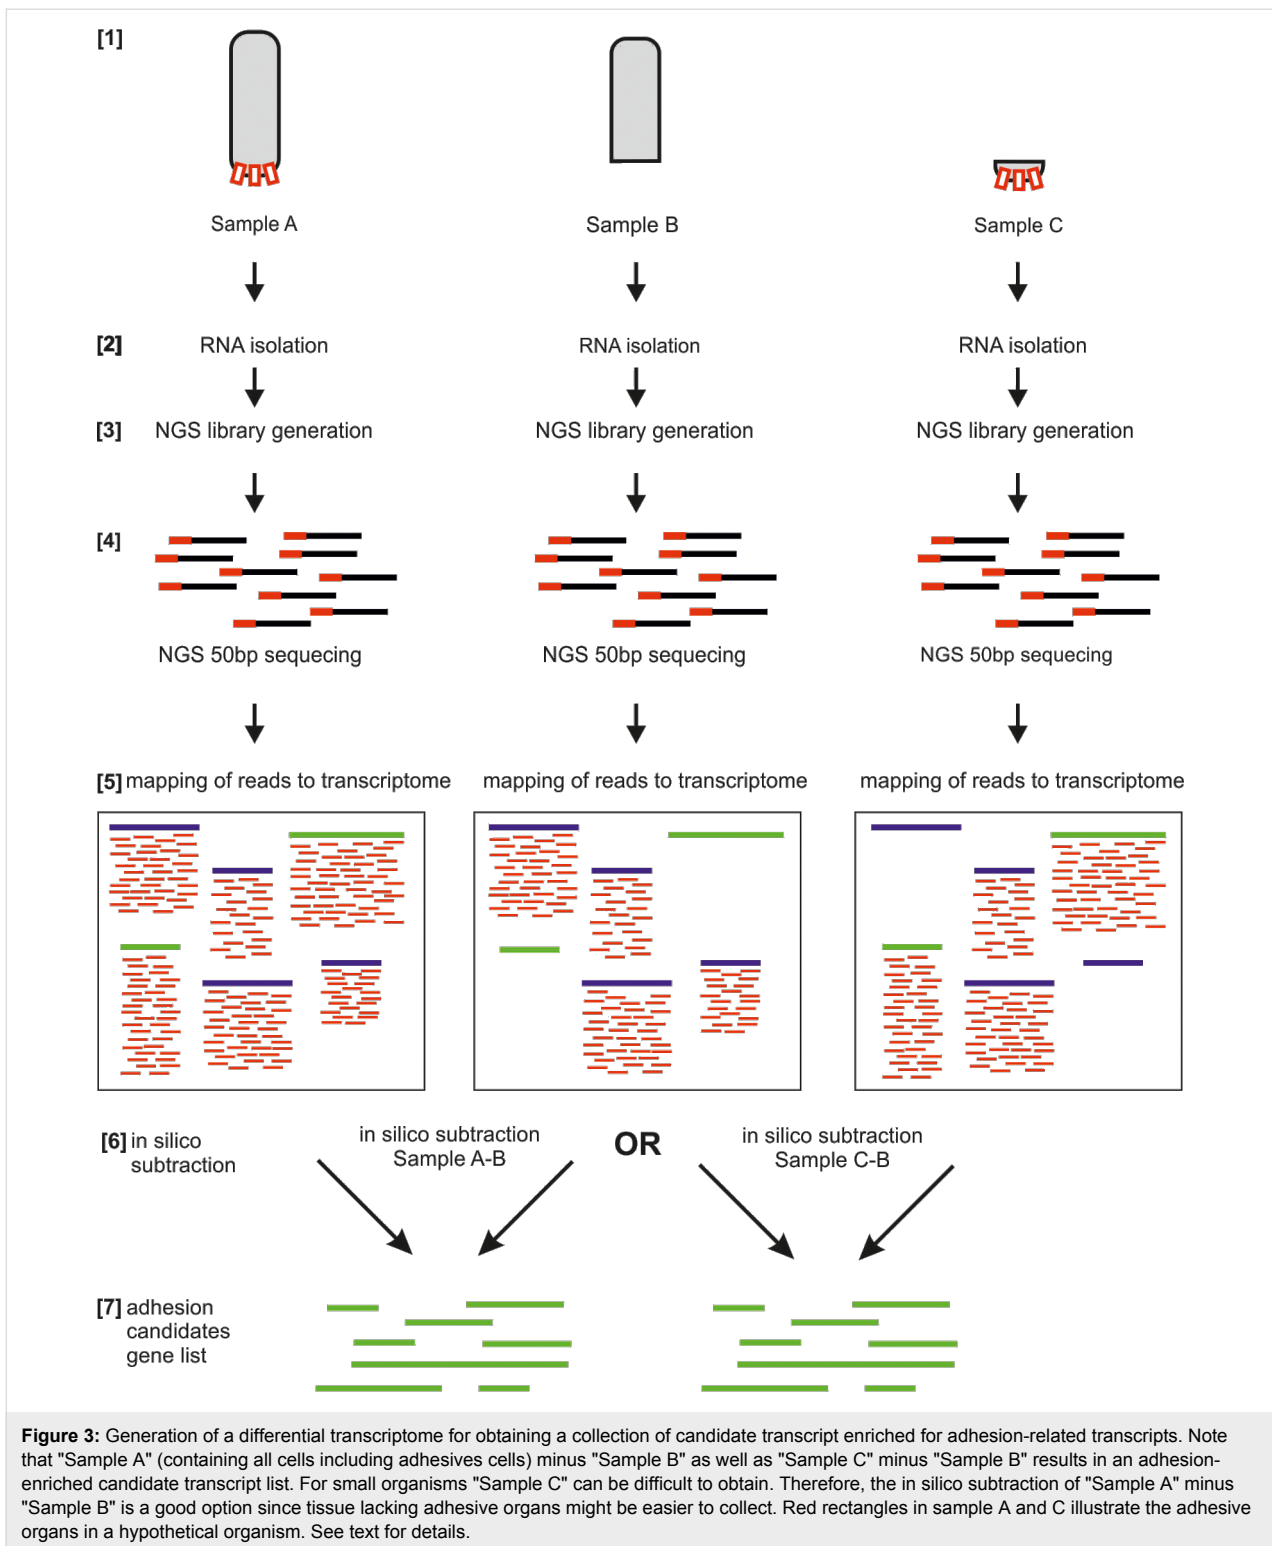 [1]
Sample A
Sample B
Sample C
[2] RNA isolation
RNA isolation
RNA isolation
[3] NGS library generation
NGS library generation
NGS library generation
[4]
NGS 50bp sequecing
NGS 50bp sequecing
NGS 50bp sequecing
[5] mapping of reads to transcriptome
mapping of reads to transcriptome
mapping of reads to transcriptome
[6] in silico
subtraction
in silico subtraction
Sample A-B
OR
in silico subtraction
Sample C-B
[7] adhesion
candidates
gene list
Figure 3: Generation of a differential transcriptome for obtaining a collection of candidate transcript enriched for adhesion-related transcripts. Note
that "Sample A" (containing all cells including adhesives cells) minus "Sample B" as well as "Sample C" minus "Sample B" results in an adhesion-
enriched candidate transcript list. For small organisms "Sample C" can be difficult to obtain. Therefore, the in silico subtraction of "Sample A" minus
"Sample B" is a good option since tissue lacking adhesive organs might be easier to collect. Red rectangles in sample A and C illustrate the adhesive
organs in a hypothetical organism. See text for details.